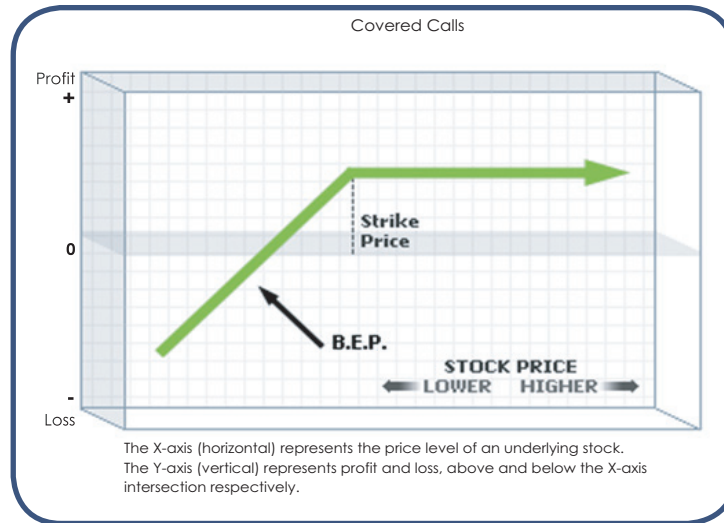 Covered Calls
Profit
+
Strike
Price
0
B.E.P.
STOCK PRICE
LOWER HIGHER
-
Loss
The X-axis (horizontal) represents the price level of an underlying stock.
The Y-axis (vertical) represents profit and loss, above and below the X-axis
intersection respectively.